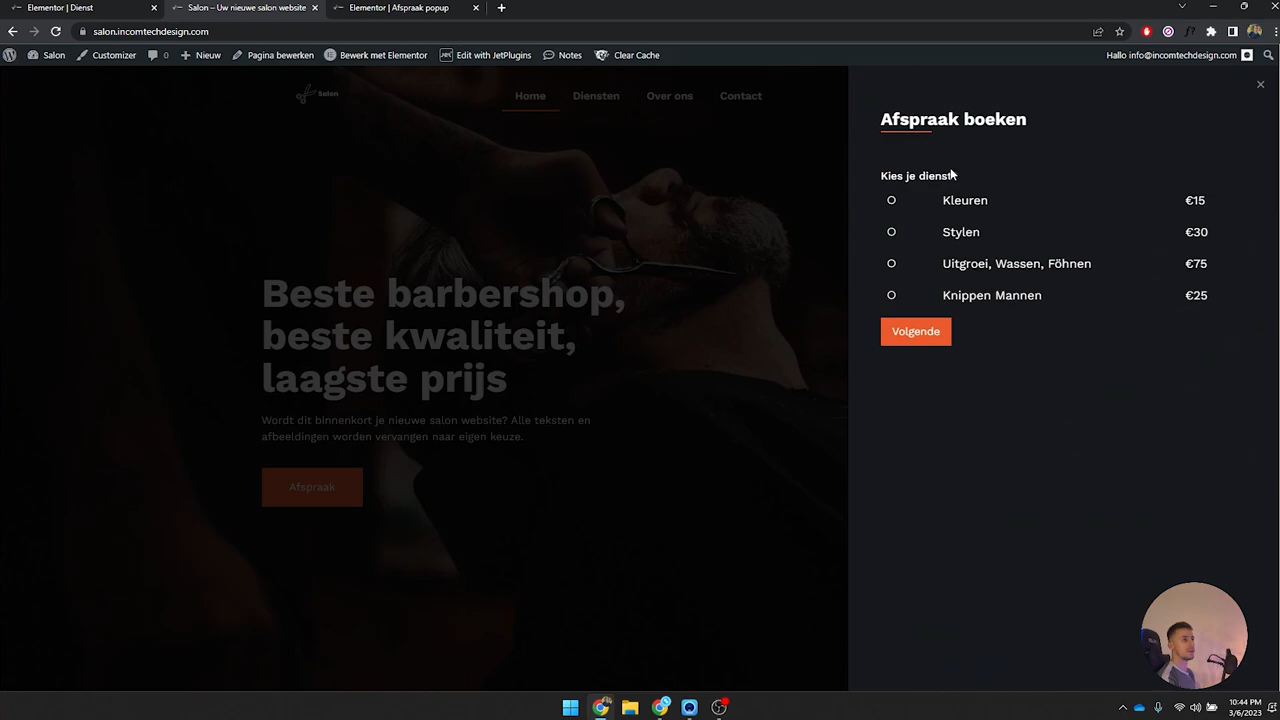 Elementor | Dienst
Salon – Uw nieuwe salon website
Elementor | Afspraak popup
salon.incomtechdesign.com
Salon
Customizer
0
Nieuw
Pagina bewerken
Bewerk met Elementor
Edit with JetPlugins
Notes
Clear Cache
Hallo info@incomtechdesign.com
Salon
Home
Diensten
Over ons
Contact
Beste barbershop,
beste kwaliteit,
laagste prijs
Wordt dit binnenkort je nieuwe salon website? Alle teksten en
afbeeldingen worden vervangen naar eigen keuze.
Afspraak
Afspraak boeken
Kies je dienst
Kleuren €15
Stylen €30
Uitgroei, Wassen, Föhnen €75
Knippen Mannen €25
Volgende
10:44 PM
3/6/2023